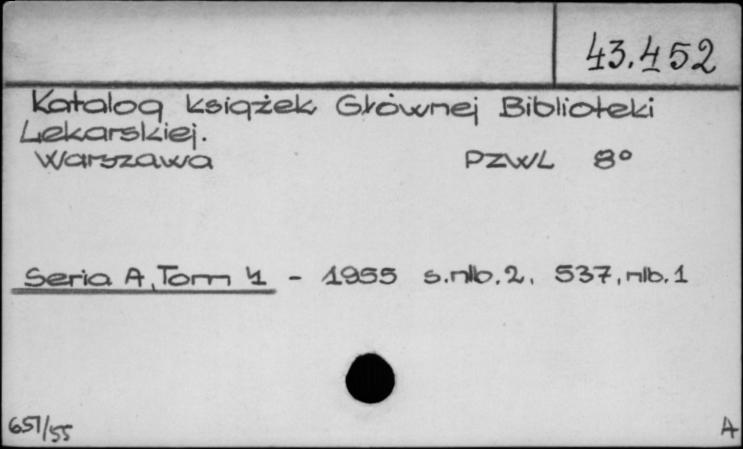 43.452
Katalog książek Głównej Biblioteki
Lekarskiej.
Warszawa PZWL 8°
Seria A, Tom 1 - 1955 s.nlb.2, 537, nlb.1
651/55
A